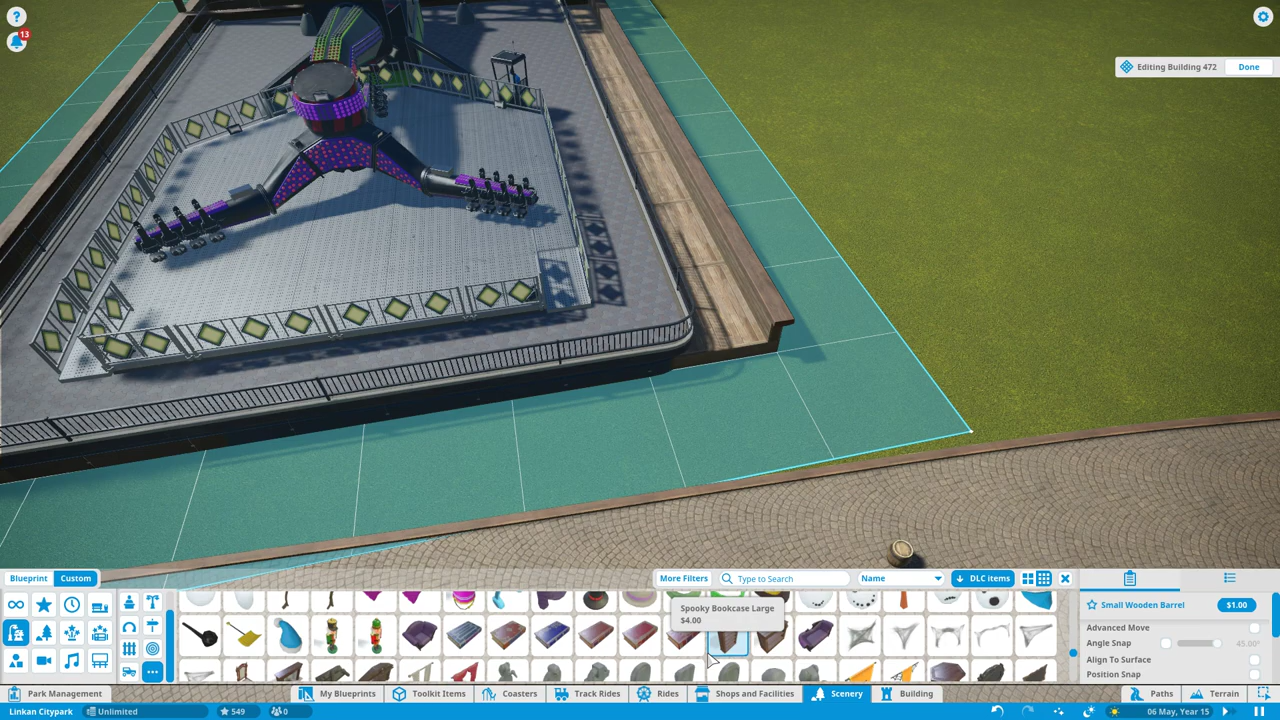 ?
13
Editing Building 472
Done
Blueprint
Custom
More Filters
Type to Search
Name
DLC items
Spooky Bookcase Large
$4.00
Small Wooden Barrel
$1.00
Advanced Move
Angle Snap
45.00°
Align To Surface
Position Snap
Park Management
My Blueprints
Toolkit Items
Coasters
Track Rides
Rides
Shops and Facilities
Scenery
Building
Paths
Terrain
Linkan Citypark
Unlimited
549
0
06 May, Year 15